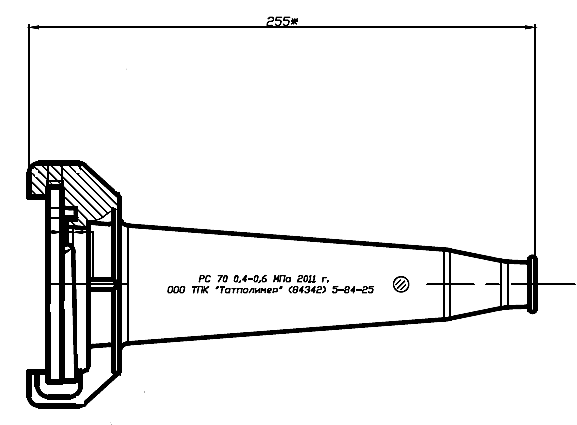 255*
РС 70 0,4-0,6 МПа 2011 г.
ООО ТПК "Татполимер" (84342) 5-84-25